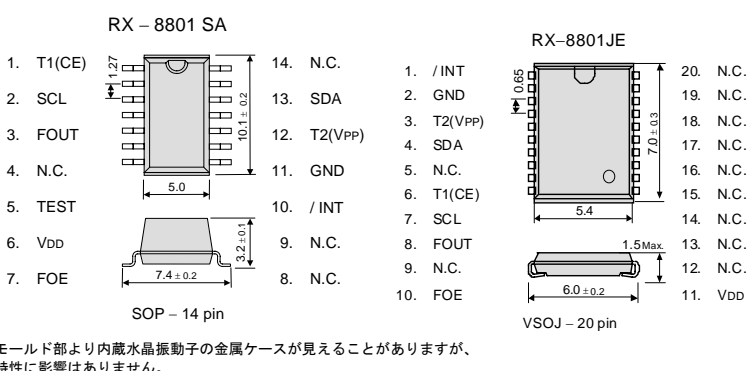 RX – 8801 SA
1. T1(CE)
2. SCL
3. FOUT
4. N.C.
5. TEST
6. VDD
7. FOE
1.27
10.1 ± 0.2
5.0
3.2 ± 0.1
7.4 ± 0.2
14. N.C.
13. SDA
12. T2(VPP)
11. GND
10. / INT
9. N.C.
8. N.C.
SOP – 14 pin
RX–8801JE
1. / INT
2. GND
3. T2(VPP)
4. SDA
5. N.C.
6. T1(CE)
7. SCL
8. FOUT
9. N.C.
10. FOE
0.65
7.0 ± 0.3
5.4
1.5 Max.
6.0 ± 0.2
20. N.C.
19. N.C.
18. N.C.
17. N.C.
16. N.C.
15. N.C.
14. N.C.
13. N.C.
12. N.C.
11. VDD
VSOJ – 20 pin
モールド部より内蔵水晶振動子の金属ケースが見えることがありますが、
特性に影響はありません。